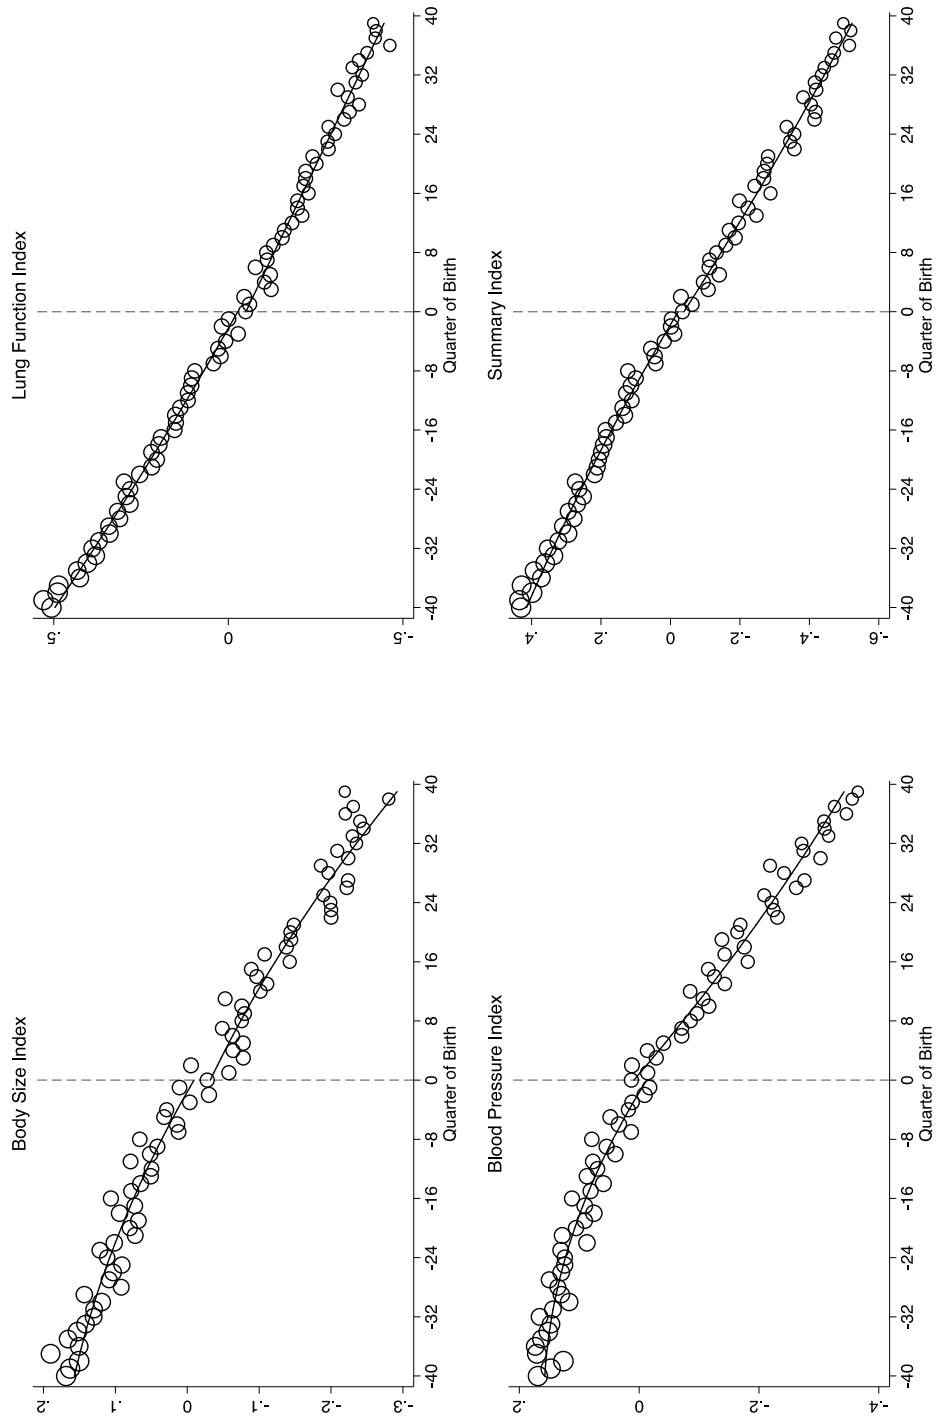 Body Size Index
.2
.1
0
-.1
-.2
-.3
-40 -32 -24 -16 -8 0 8 16 24 32 40
Quarter of Birth
Lung Function Index
.5
0
-.5
-40 -32 -24 -16 -8 0 8 16 24 32 40
Quarter of Birth
Blood Pressure Index
.2
0
-.2
-.4
-40 -32 -24 -16 -8 0 8 16 24 32 40
Quarter of Birth
Summary Index
.4
.2
0
-.2
-.4
-.6
-40 -32 -24 -16 -8 0 8 16 24 32 40
Quarter of Birth